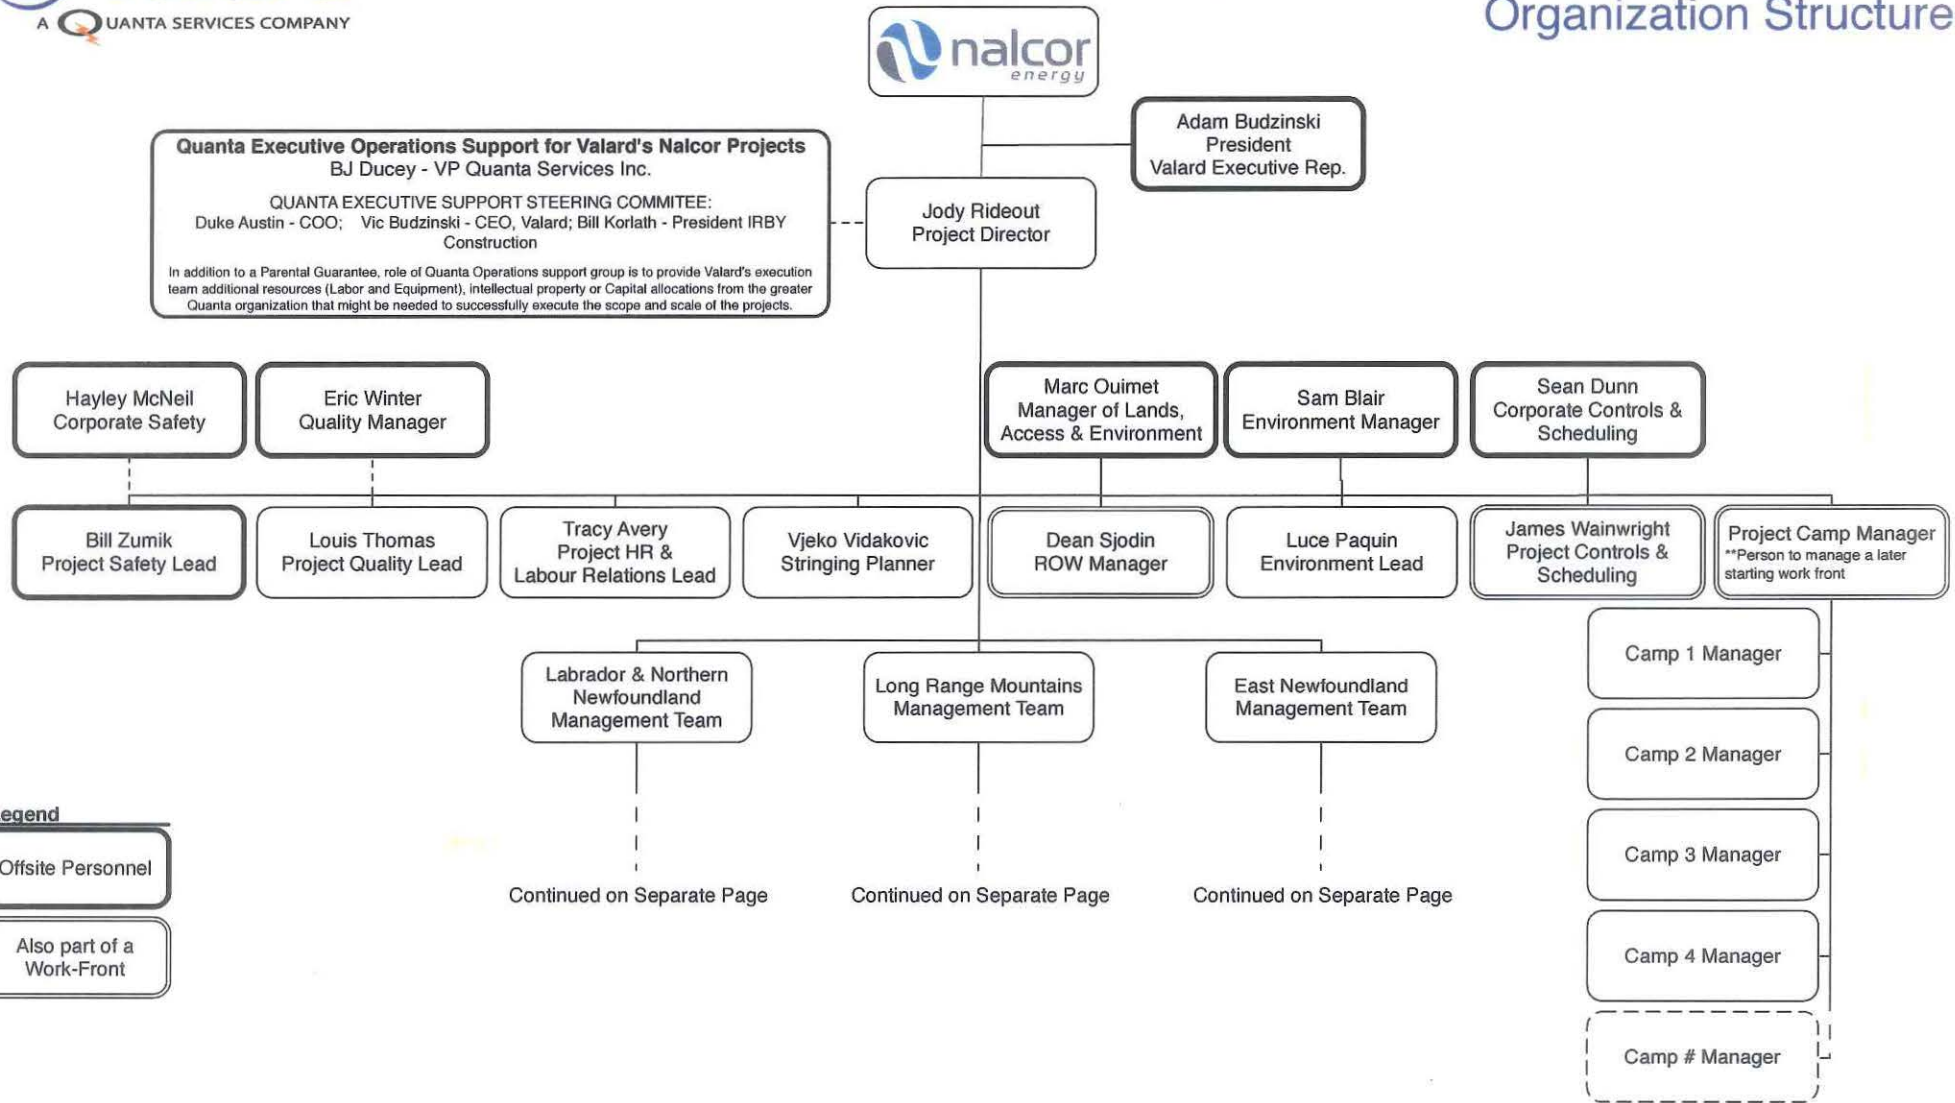 A QUANTA SERVICES COMPANY
Organization Structure
nalcor
energy
Adam Budzinski
President
Valard Executive Rep.
Quanta Executive Operations Support for Valard's Nalcor Projects
BJ Ducey - VP Quanta Services Inc.
QUANTA EXECUTIVE SUPPORT STEERING COMMITEE:
Duke Austin - COO; Vic Budzinski - CEO, Valard; Bill Korlath - President IRBY
Construction
In addition to a Parental Guarantee, role of Quanta Operations support group is to provide Valard's execution
team additional resources (Labor and Equipment), intellectual property or Capital allocations from the greater
Quanta organization that might be needed to successfully execute the scope and scale of the projects.
Jody Rideout
Project Director
Hayley McNeil
Corporate Safety
Eric Winter
Quality Manager
Marc Ouimet
Manager of Lands,
Access & Environment
Sam Blair
Environment Manager
Sean Dunn
Corporate Controls &
Scheduling
Bill Zumik
Project Safety Lead
Louis Thomas
Project Quality Lead
Tracy Avery
Project HR &
Labour Relations Lead
Vjeko Vidakovic
Stringing Planner
Dean Sjodin
ROW Manager
Luce Paquin
Environment Lead
James Wainwright
Project Controls &
Scheduling
Project Camp Manager
**Person to manage a later
starting work front
Labrador & Northern
Newfoundland
Management Team
Long Range Mountains
Management Team
East Newfoundland
Management Team
Camp 1 Manager
Camp 2 Manager
Camp 3 Manager
Camp 4 Manager
Camp # Manager
Continued on Separate Page
Continued on Separate Page
Continued on Separate Page
egend
Offsite Personnel
Also part of a
Work-Front